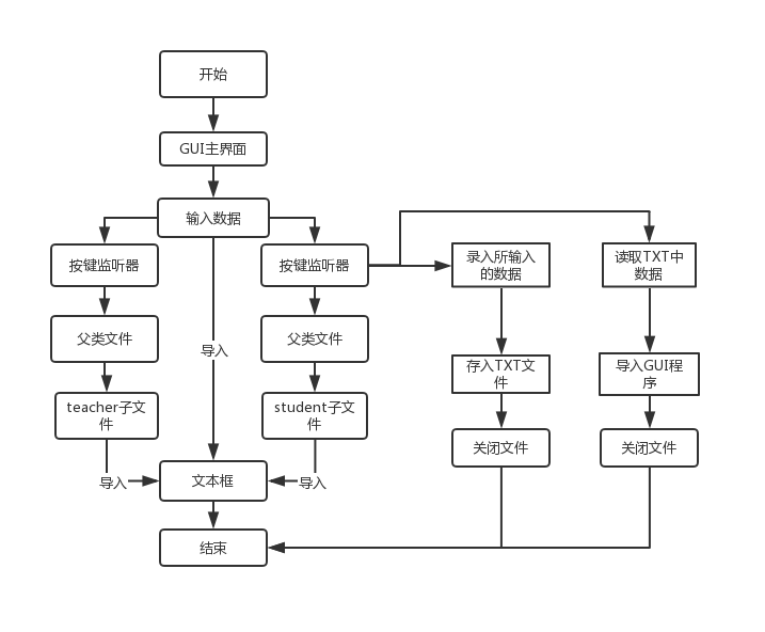 开始
GUI主界面
输入数据
按键监听器
按键监听器
录入所输入
的数据
读取TXT中
数据
父类文件
父类文件
导入
存入TXT文
件
导入GUI程
序
teacher子文
件
student子文
件
关闭文件
关闭文件
导入
文本框
导入
结束